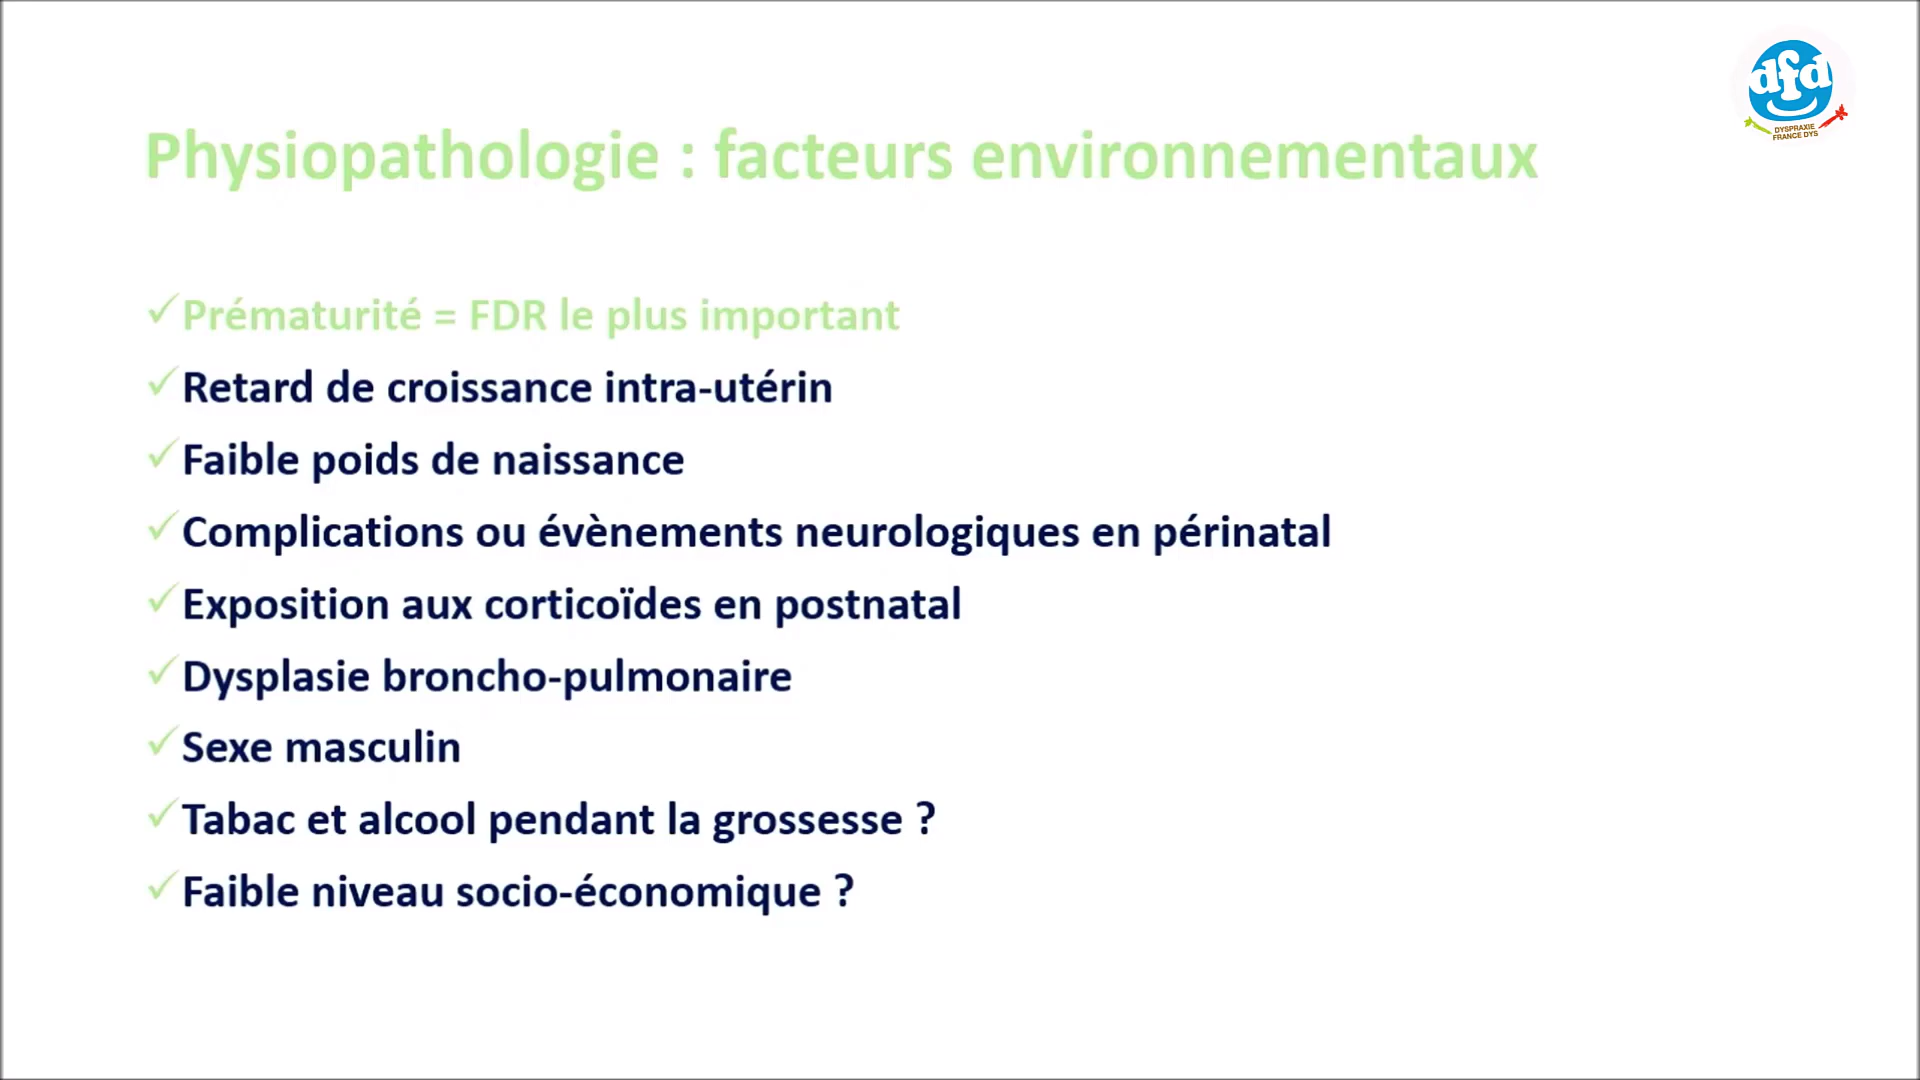 dfd
DYSPRAXIE
FRANCE DYS
Physiopathologie : facteurs environnementaux
✓Prématurité = FDR le plus important
✓Retard de croissance intra-utérin
✓Faible poids de naissance
✓Complications ou évènements neurologiques en périnatal
✓Exposition aux corticoïdes en postnatal
✓Dysplasie broncho-pulmonaire
✓Sexe masculin
✓Tabac et alcool pendant la grossesse ?
✓Faible niveau socio-économique ?